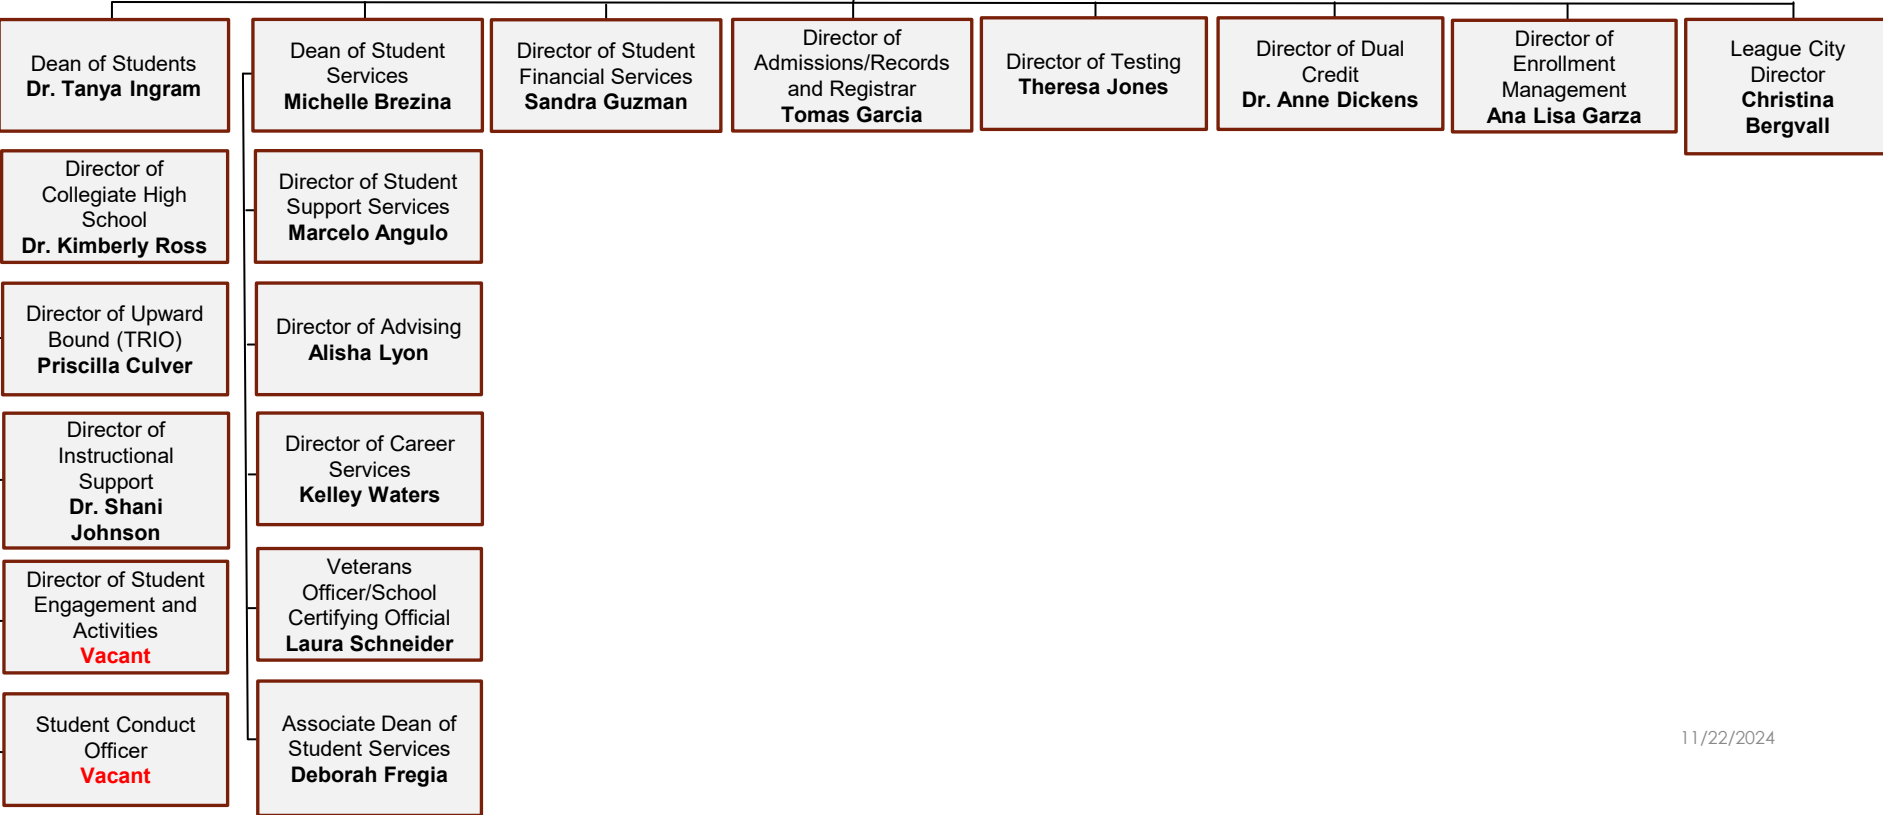 Dean of Students
Dr. Tanya Ingram
Dean of Student
Services
Michelle Brezina
Director of Student
Financial Services
Sandra Guzman
Director of
Admissions/Records
and Registrar
Tomas Garcia
Director of Testing
Theresa Jones
Director of Dual
Credit
Dr. Anne Dickens
Director of
Enrollment
Management
Ana Lisa Garza
League City
Director
Christina
Bergvall
Director of
Collegiate High
School
Dr. Kimberly Ross
Director of Student
Support Services
Marcelo Angulo
Director of Upward
Bound (TRIO)
Priscilla Culver
Director of Advising
Alisha Lyon
Director of
Instructional
Support
Dr. Shani
Johnson
Director of Career
Services
Kelley Waters
Director of Student
Engagement and
Activities
Vacant
Veterans
Officer/School
Certifying Official
Laura Schneider
Student Conduct
Officer
Vacant
Associate Dean of
Student Services
Deborah Fregia
11/22/2024